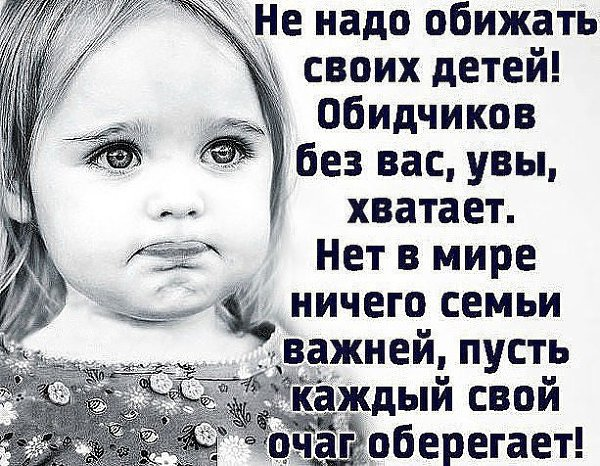 Не надо обижать
своих детей!
Обидчиков
без вас, увы,
хватает.
Нет в мире
ничего семьи
важней, пусть
каждый свой
очаг оберегает!